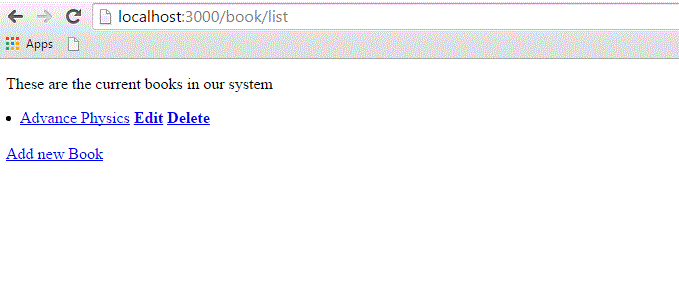 localhost:3000/book/list
Apps
These are the current books in our system
Advance Physics Edit Delete
Add new Book